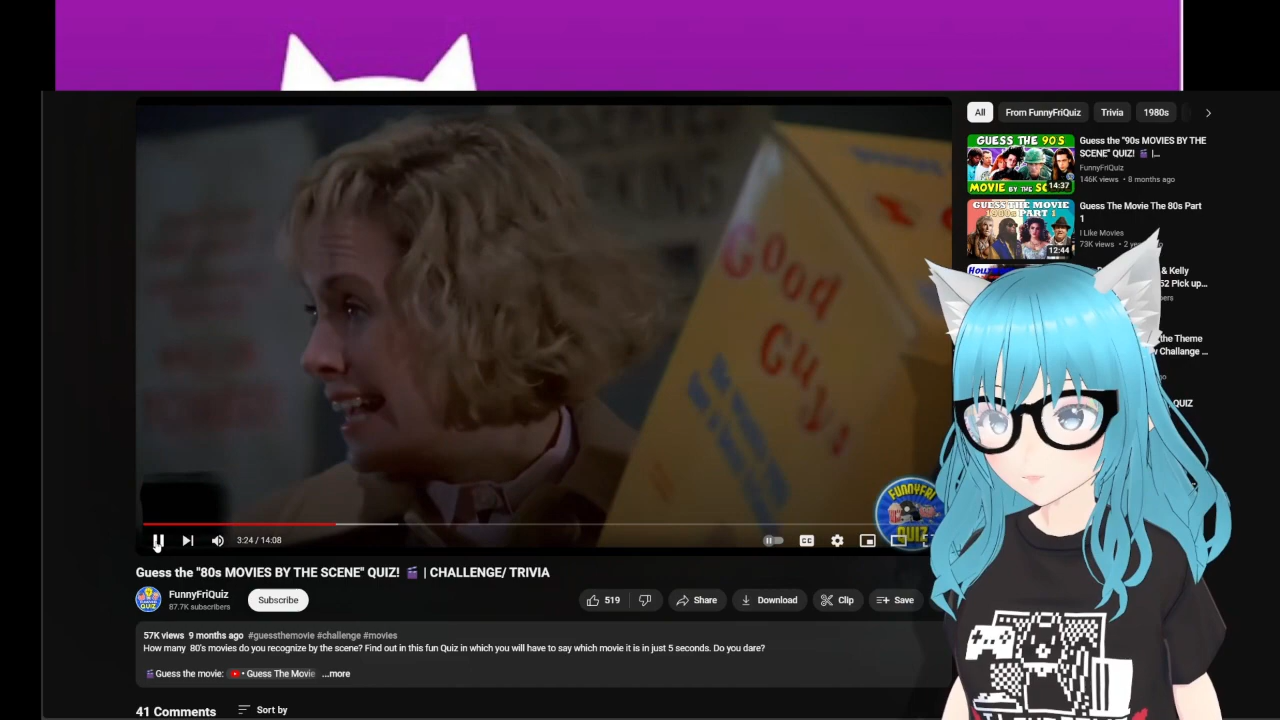 Good
Guys
FUNNYFRI
QUIZ
3:24 / 14:08
CC
Guess the "80s MOVIES BY THE SCENE" QUIZ! 🎬 | CHALLENGE/ TRIVIA
FunnyFriQuiz
87.7K subscribers
Subscribe
519
Share
Download
Clip
Save
57K views 9 months ago #guessthemovie #challenge #movies
How many 80's movies do you recognize by the scene? Find out in this fun Quiz in which you will have to say which movie it is in just 5 seconds. Do you dare?
🎬Guess the movie: • Guess The Movie ...more
41 Comments
Sort by
All
From FunnyFriQuiz
Trivia
1980s
GUESS THE 90S
MOVIE BY THE SC
14:37
Guess the "90s MOVIES BY THE
SCENE" QUIZ! 🎬 |...
FunnyFriQuiz
146K views • 8 months ago
GUESS THE MOVIE
1980s PART 1
12:44
Guess The Movie The 80s Part
1
I Like Movies
73K views • 2 ye
& Kelly
52 Pick up...
the Theme
Challange ...
QUIZ